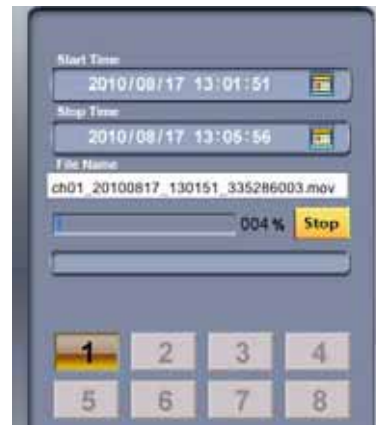 Start Time
2010/08/17 13:01:51
Stop Time
2010/08/17 13:05:56
File Name
ch01_20100817_130151_335286003.mov
004 % Stop
1 2 3 4
5 6 7 8